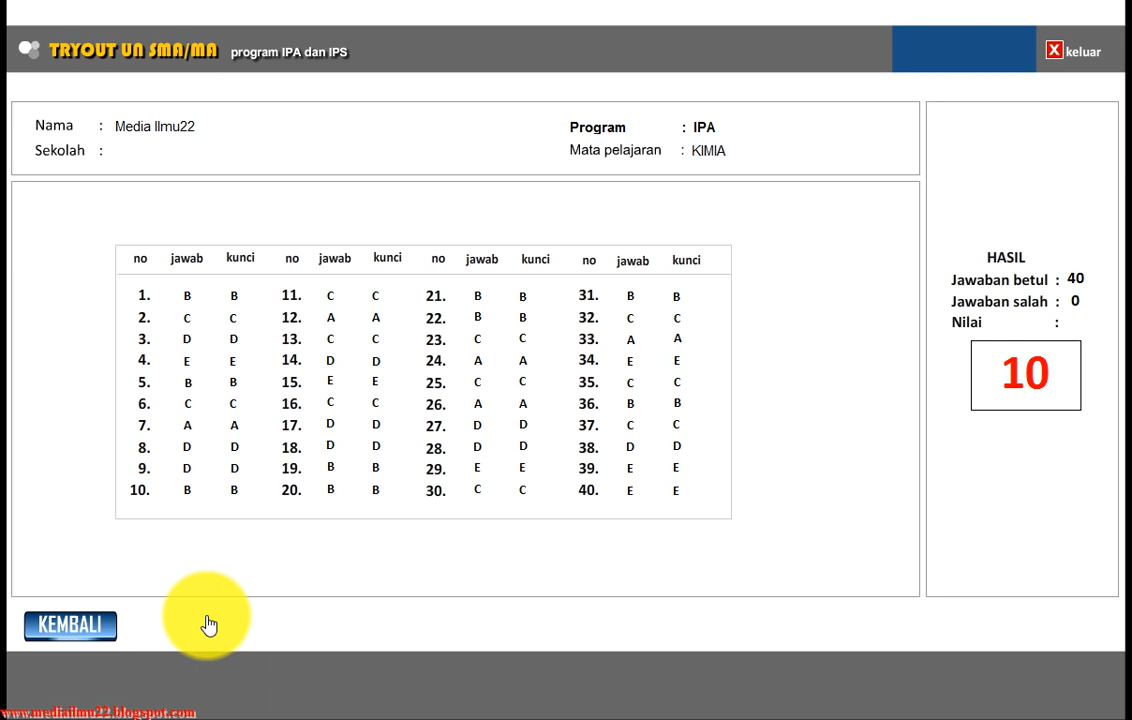 TRYOUT UN SMA/MA program IPA dan IPS X keluar
Nama : Media Ilmu22 Program : IPA
Sekolah : Mata pelajaran : KIMIA
no jawab kunci no jawab kunci no jawab kunci no jawab kunci
1. B B 11. C C 21. B B 31. B B
2. C C 12. A A 22. B B 32. C C
3. D D 13. C C 23. C C 33. A A
4. E E 14. D D 24. A A 34. E E
5. B B 15. E E 25. C C 35. C C
6. C C 16. C C 26. A A 36. B B
7. A A 17. D D 27. D D 37. C C
8. D D 18. D D 28. D D 38. D D
9. D D 19. B B 29. E E 39. E E
10. B B 20. B B 30. C C 40. E E
HASIL
Jawaban betul : 40
Jawaban salah : 0
Nilai :
10
KEMBALI
www.mediailmu22.blogspot.com